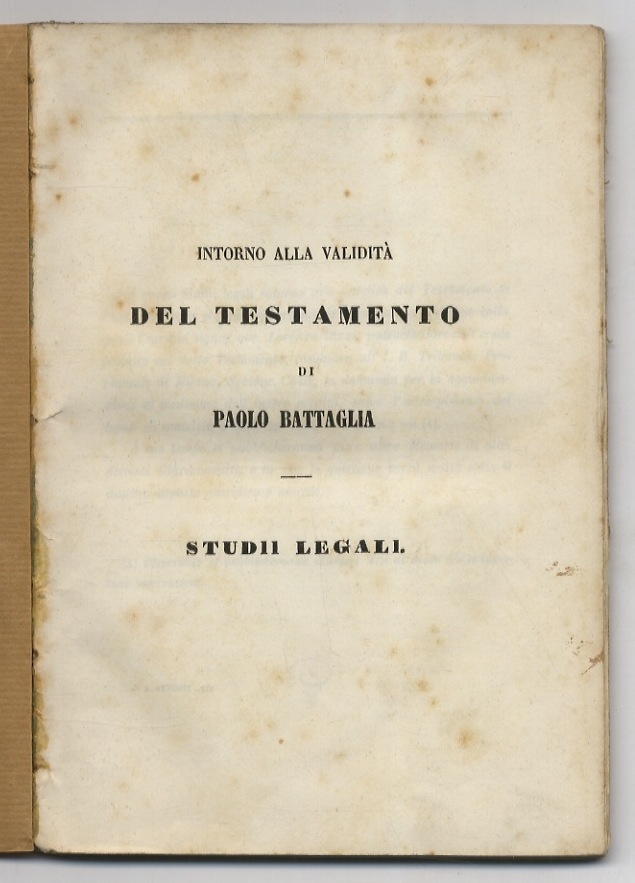 INTORNO ALLA VALIDITÀ
DEL TESTAMENTO
DI
PAOLO BATTAGLIA
STUDII LEGALI.